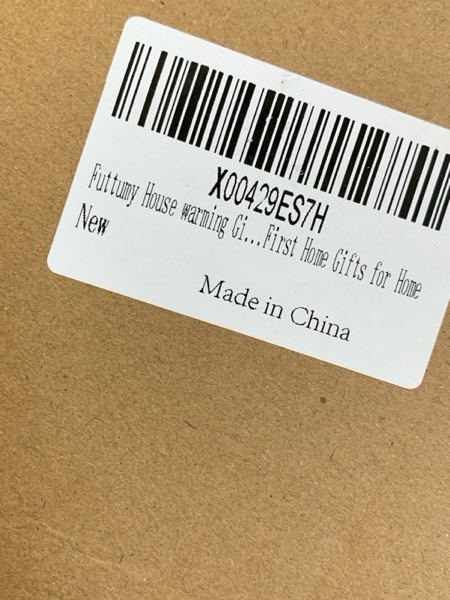 X00429ES7H
Futtumy House warming Gi...First Home Gifts for Home
New
Made in China